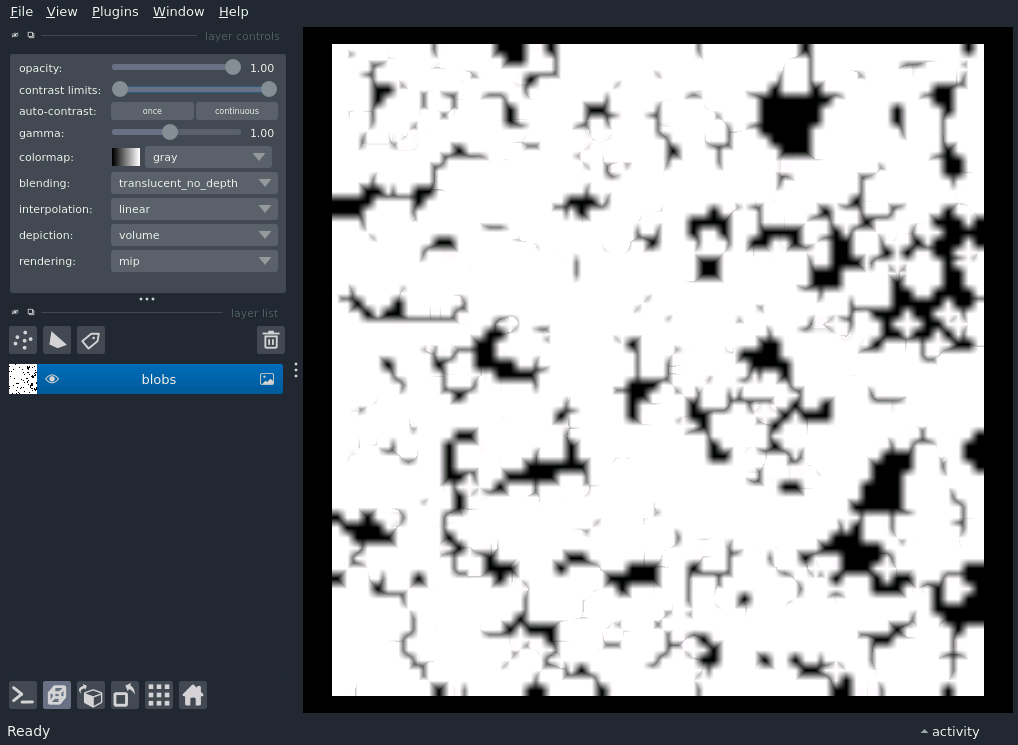 File View Plugins Window Help
layer controls
opacity: 1.00
contrast limits:
auto-contrast: once continuous
gamma: 1.00
colormap: gray
blending: translucent_no_depth
interpolation: linear
depiction: volume
rendering: mip
layer list
blobs
Ready activity